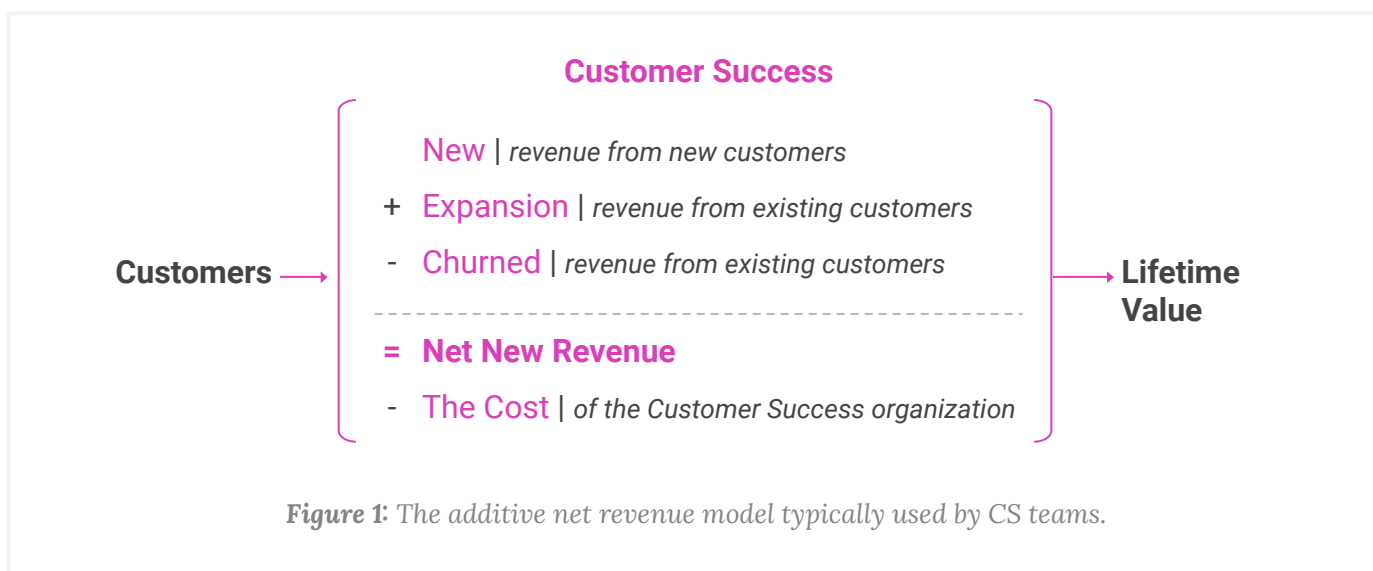 Customer Success
New | revenue from new customers
+ Expansion | revenue from existing customers
- Churned | revenue from existing customers
Customers
Lifetime
Value
= Net New Revenue
- The Cost | of the Customer Success organization
Figure 1: The additive net revenue model typically used by CS teams.